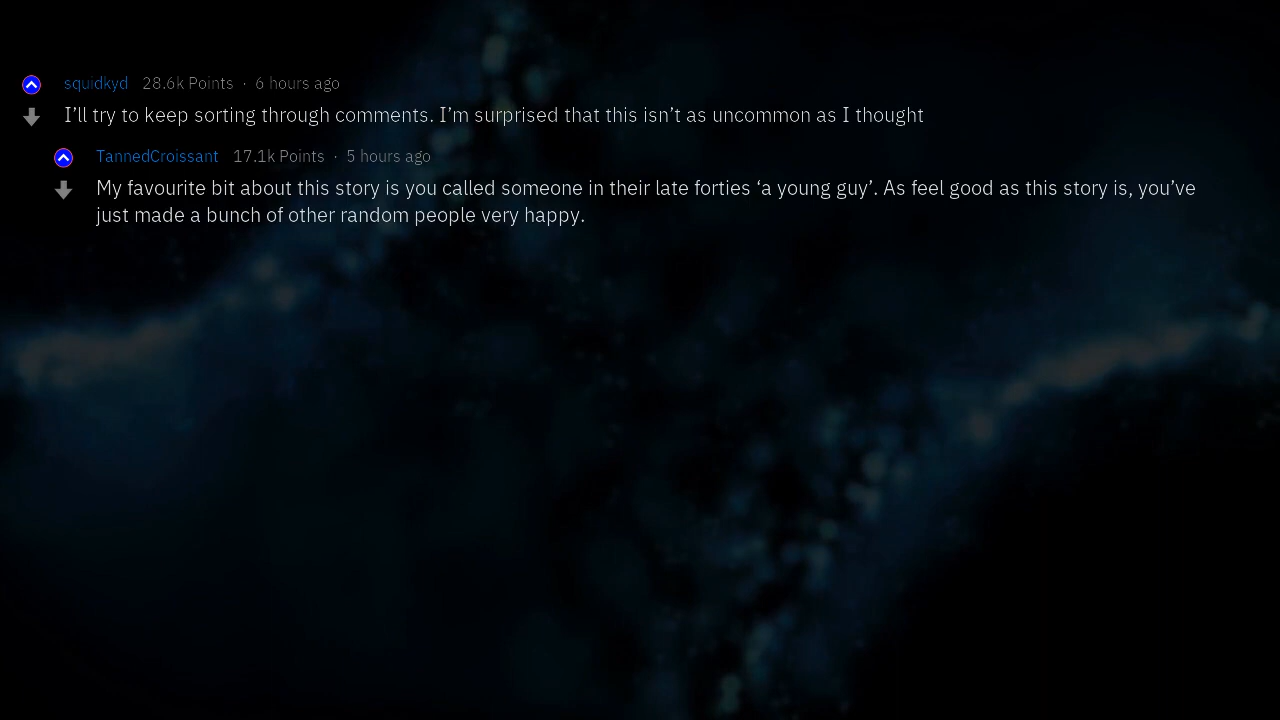 squidkyd 28.6k Points · 6 hours ago
I’ll try to keep sorting through comments. I’m surprised that this isn’t as uncommon as I thought
TannedCroissant 17.1k Points · 5 hours ago
My favourite bit about this story is you called someone in their late forties ‘a young guy’. As feel good as this story is, you’ve
just made a bunch of other random people very happy.